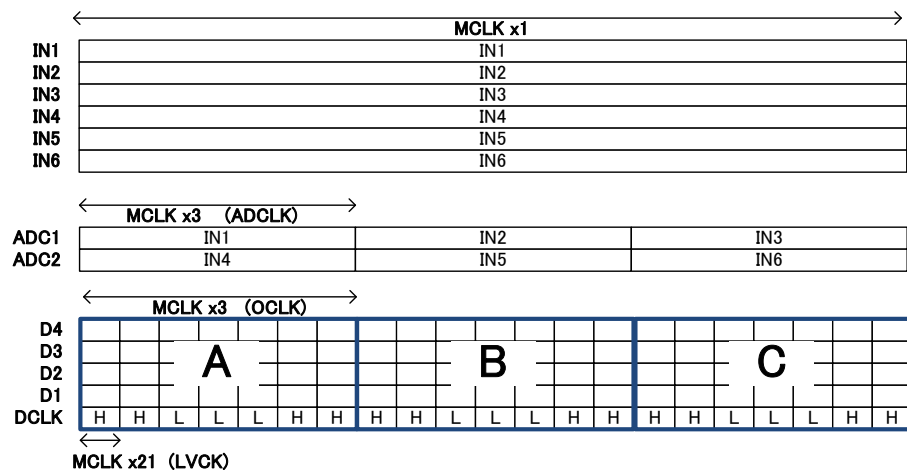 MCLK x1
IN1 IN1
IN2 IN2
IN3 IN3
IN4 IN4
IN5 IN5
IN6 IN6
MCLK x3 (ADCLK)
ADC1 IN1 IN2 IN3
ADC2 IN4 IN5 IN6
MCLK x3 (OCLK)
D4
D3
A B C
D2
D1
DCLK H H L L L H H H H L L L H H H H L L L H H
MCLK x21 (LVCK)